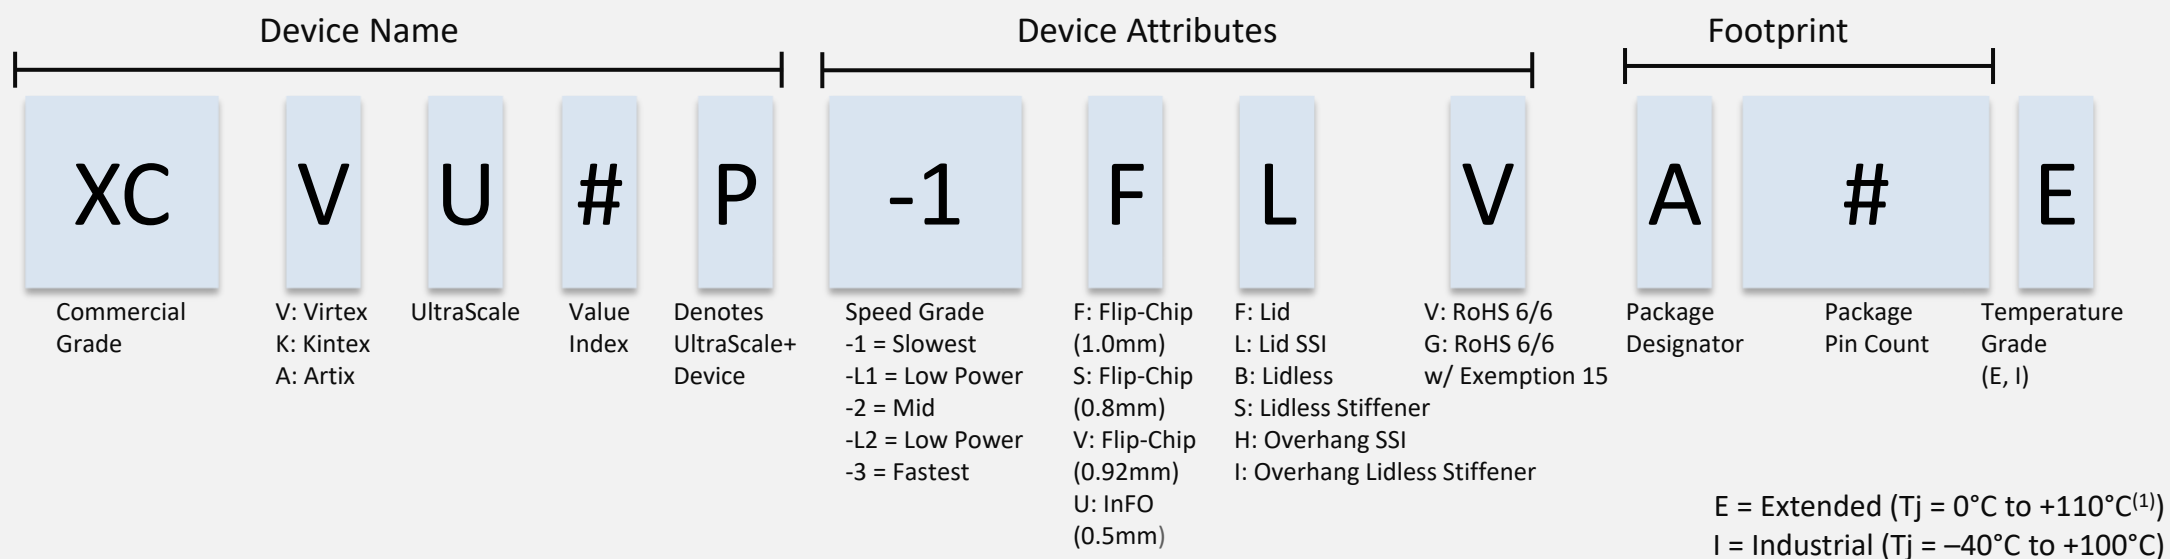 Device Name
Device Attributes
Footprint
XC
V
U
#
P
-1
F
L
V
A
#
E
Commercial
Grade
V: Virtex
K: Kintex
A: Artix
UltraScale
Value
Index
Denotes
UltraScale+
Device
Speed Grade
-1 = Slowest
-L1 = Low Power
-2 = Mid
-L2 = Low Power
-3 = Fastest
F: Flip-Chip
(1.0mm)
S: Flip-Chip
(0.8mm)
V: Flip-Chip
(0.92mm)
U: InFO
(0.5mm)
F: Lid
L: Lid SSI
B: Lidless
S: Lidless Stiffener
H: Overhang SSI
I: Overhang Lidless Stiffener
V: RoHS 6/6
G: RoHS 6/6
w/ Exemption 15
Package
Designator
Package
Pin Count
Temperature
Grade
(E, I)
E = Extended (Tj = 0°C to +110°C⁽¹⁾)
I = Industrial (Tj = –40°C to +100°C)